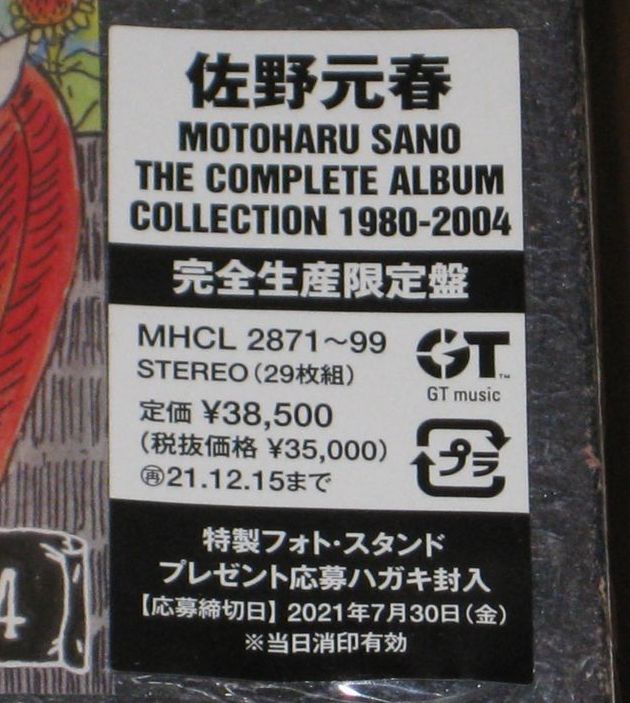 佐野元春
MOTOHARU SANO
THE COMPLETE ALBUM
COLLECTION 1980-2004
完全生産限定盤
MHCL 2871~99
STEREO(29枚組)
定価 ¥38,500
(税抜価格 ¥35,000)
再21.12.15まで
GT™
GT music
プラ
特製フォト・スタンド
プレゼント応募ハガキ封入
【応募締切日】2021年7月30日(金)
※当日消印有効
4